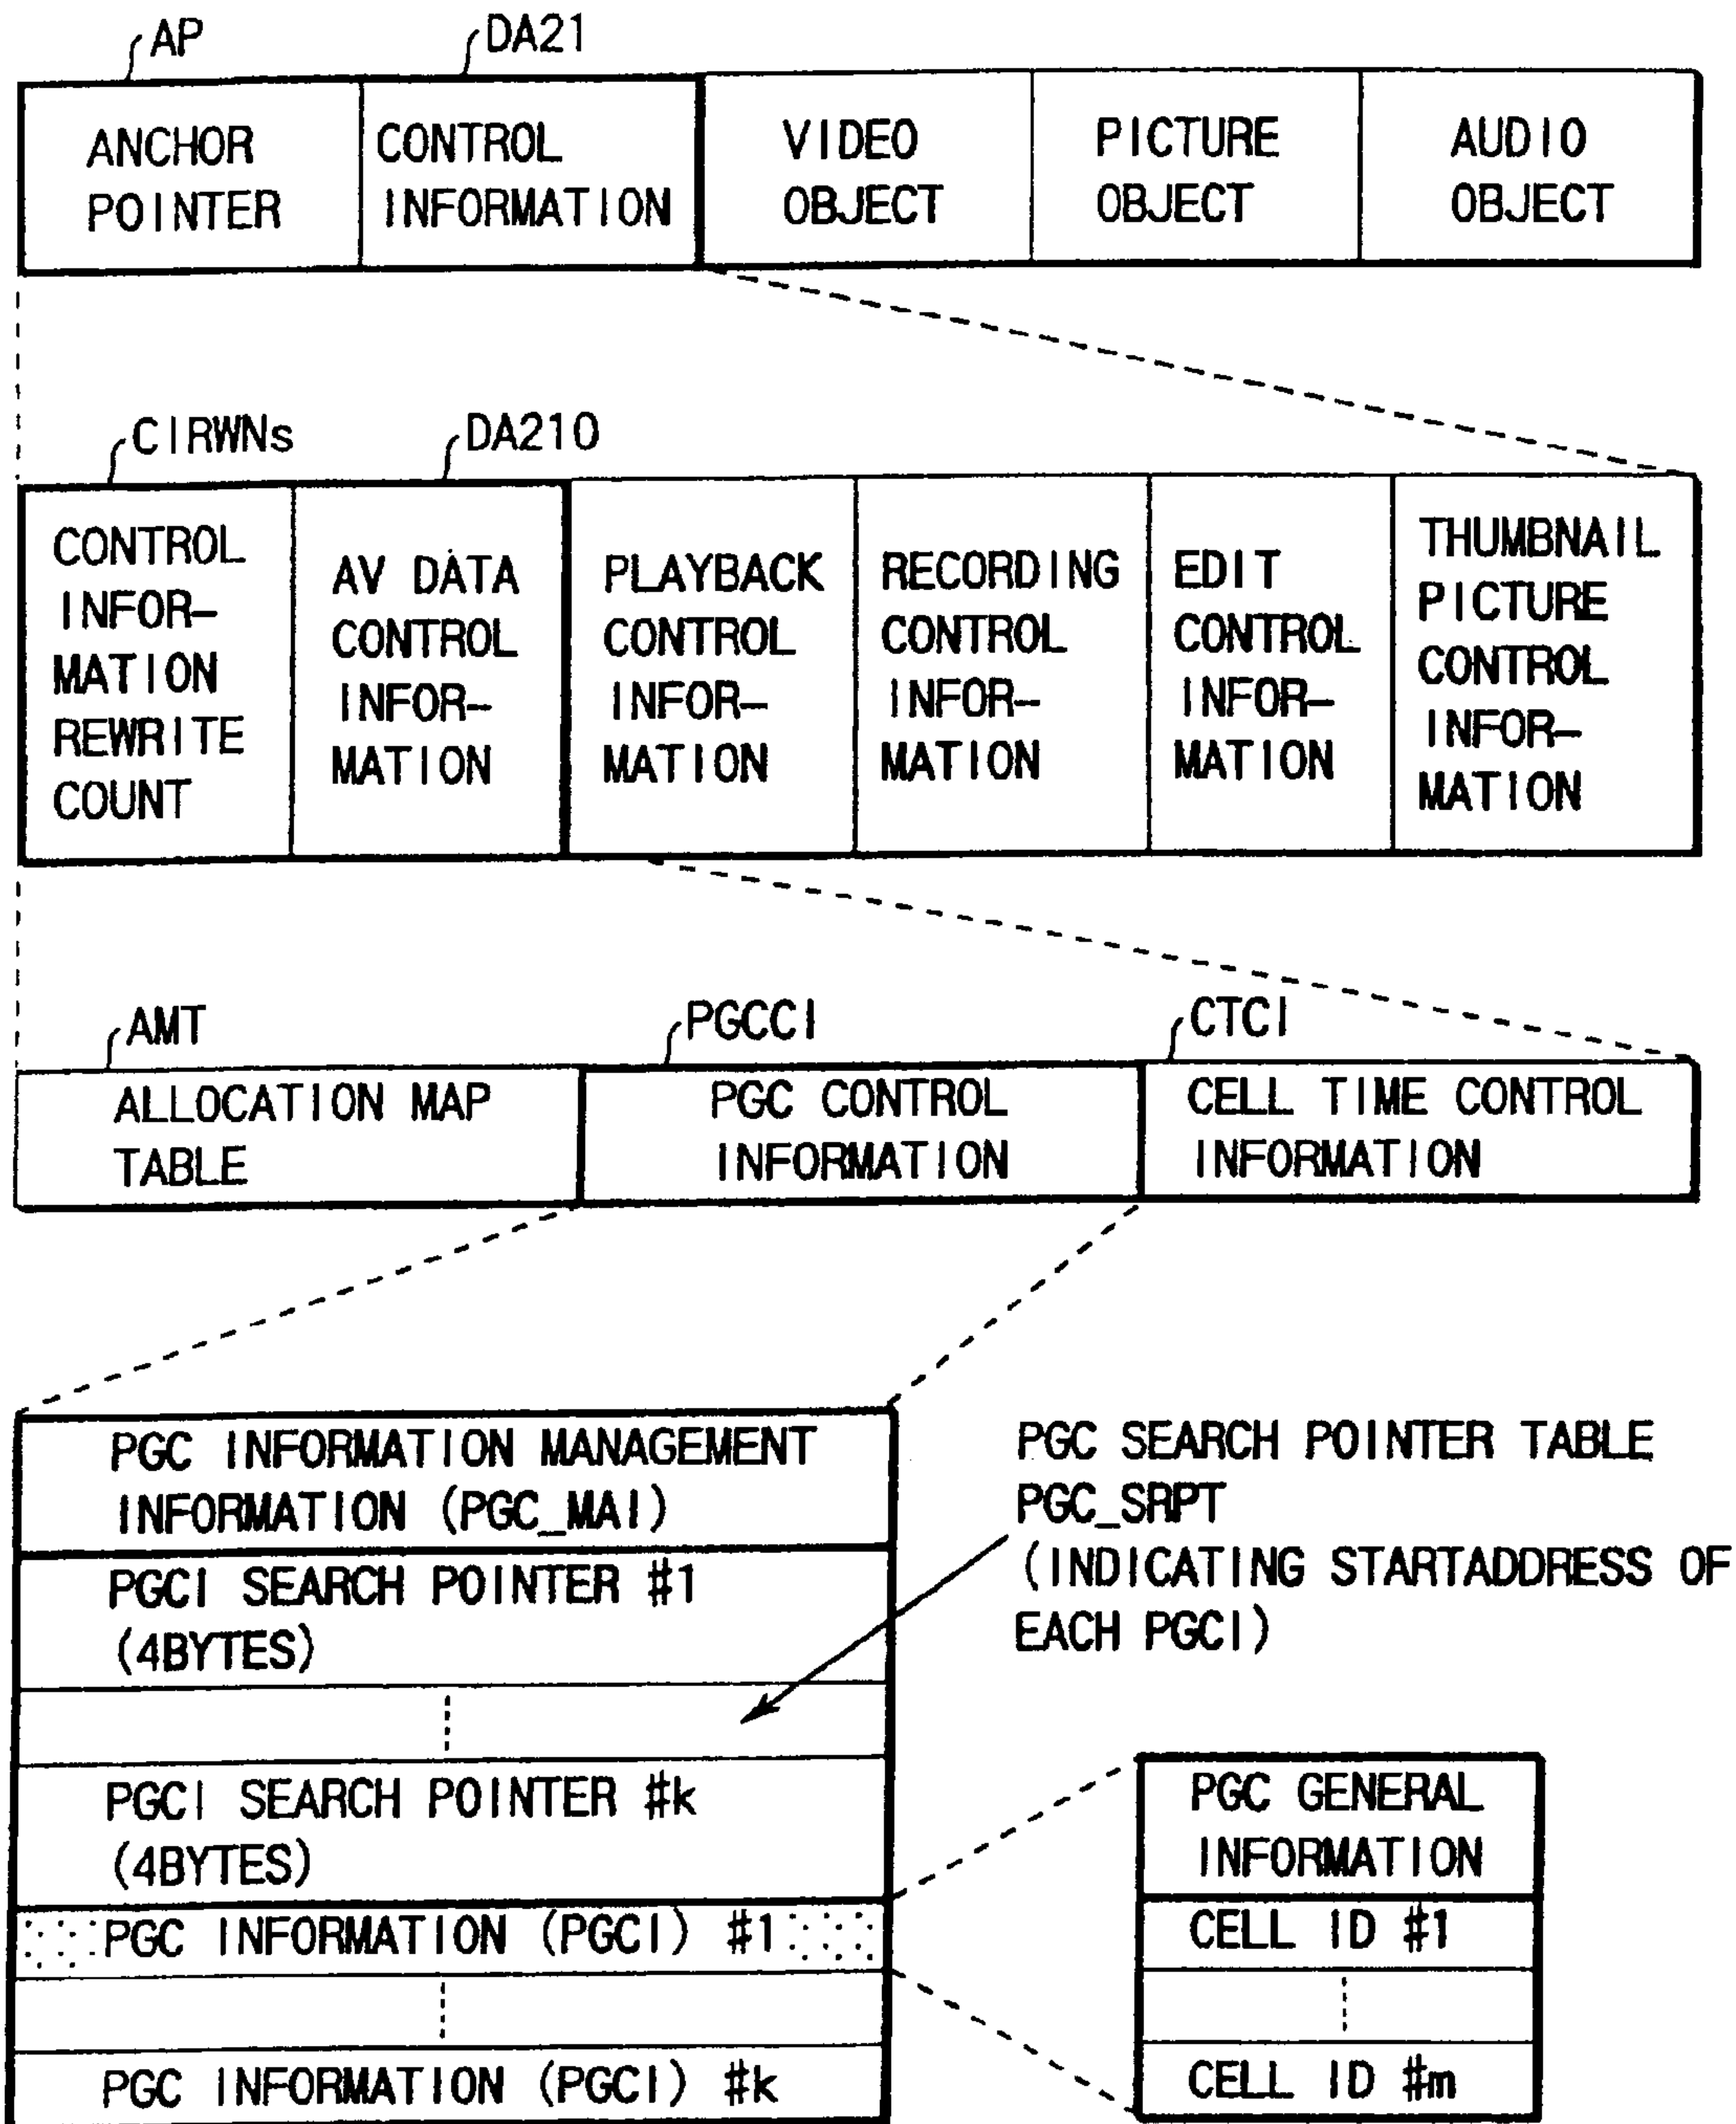 AP
DA21
ANCHOR
POINTER
CONTROL
INFORMATION
VIDEO
OBJECT
PICTURE
OBJECT
AUDIO
OBJECT
CIRWNs
DA210
CONTROL
INFOR-
MATION
REWRITE
COUNT
AV DATA
CONTROL
INFOR-
MATION
PLAYBACK
CONTROL
INFOR-
MATION
RECORDING
CONTROL
INFOR-
MATION
EDIT
CONTROL
INFOR-
MATION
THUMBNAIL
PICTURE
CONTROL
INFOR-
MATION
AMT
PGCCI
CTCI
ALLOCATION MAP
TABLE
PGC CONTROL
INFORMATION
CELL TIME CONTROL
INFORMATION
PGC INFORMATION MANAGEMENT
INFORMATION (PGC_MAI)
PGCI SEARCH POINTER #1
(4BYTES)
PGCI SEARCH POINTER #k
(4BYTES)
PGC INFORMATION (PGCI) #1
PGC INFORMATION (PGCI) #k
PGC SEARCH POINTER TABLE
PGC_SRPT
(INDICATING STARTADDRESS OF
EACH PGCI)
PGC GENERAL
INFORMATION
CELL ID #1
CELL ID #m